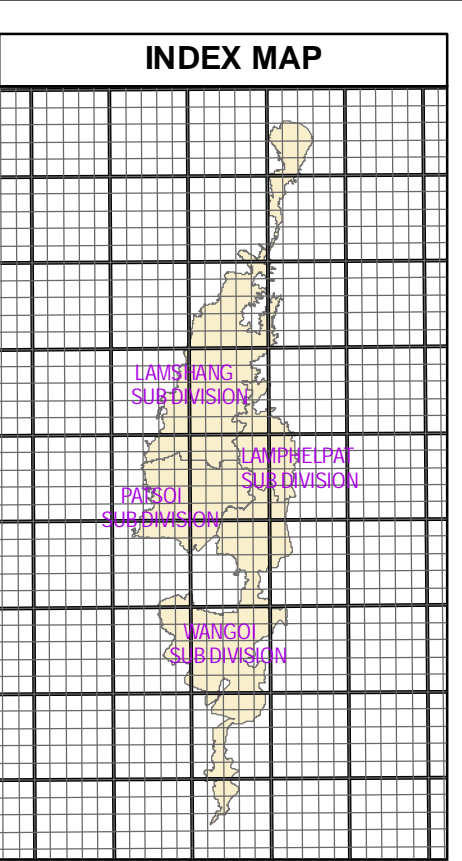 INDEX MAP
LAMSHANG
SUB DIVISION
LAMPHELPAT
SUB DIVISION
PATSOI
SUB DIVISION
WANGOI
SUB DIVISION